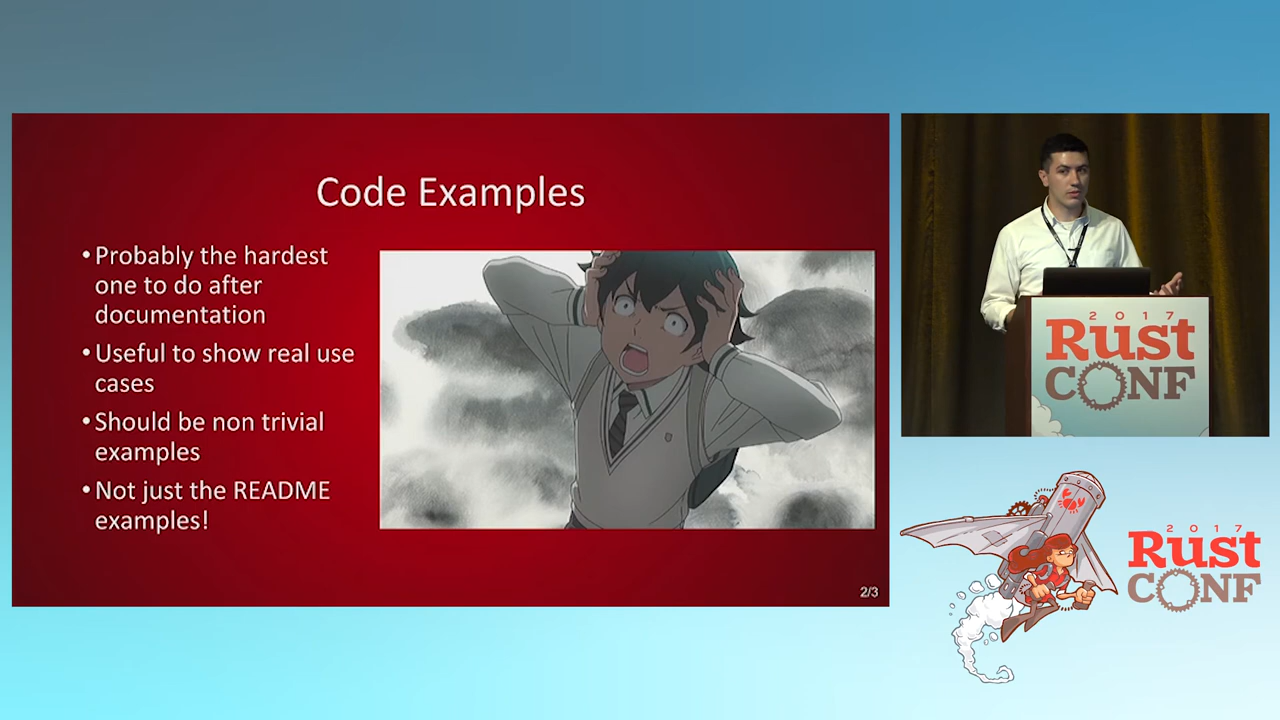 Code Examples
•Probably the hardest
one to do after
documentation
•Useful to show real use
cases
•Should be non trivial
examples
•Not just the README
examples!
2/3
2017
Rust
CONF
2017
Rust
CONF